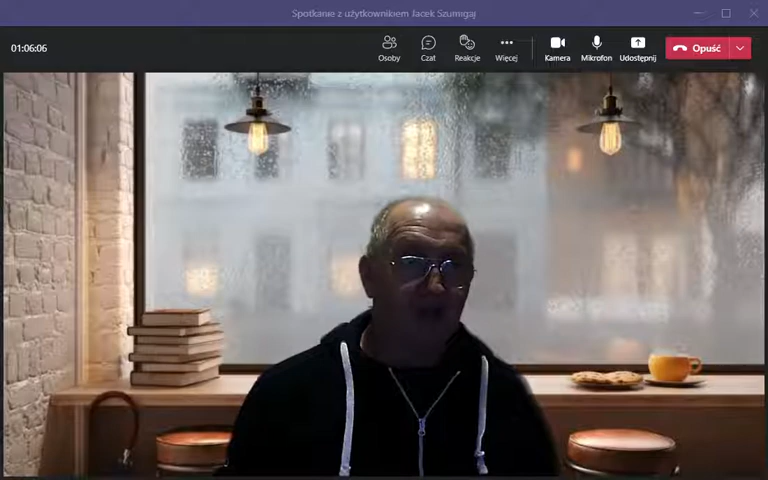 Spotkanie z użytkownikiem Jacek Szumigaj
01:06:06
Osoby Czat Reakcje Więcej Kamera Mikrofon Udostępnij Opuść